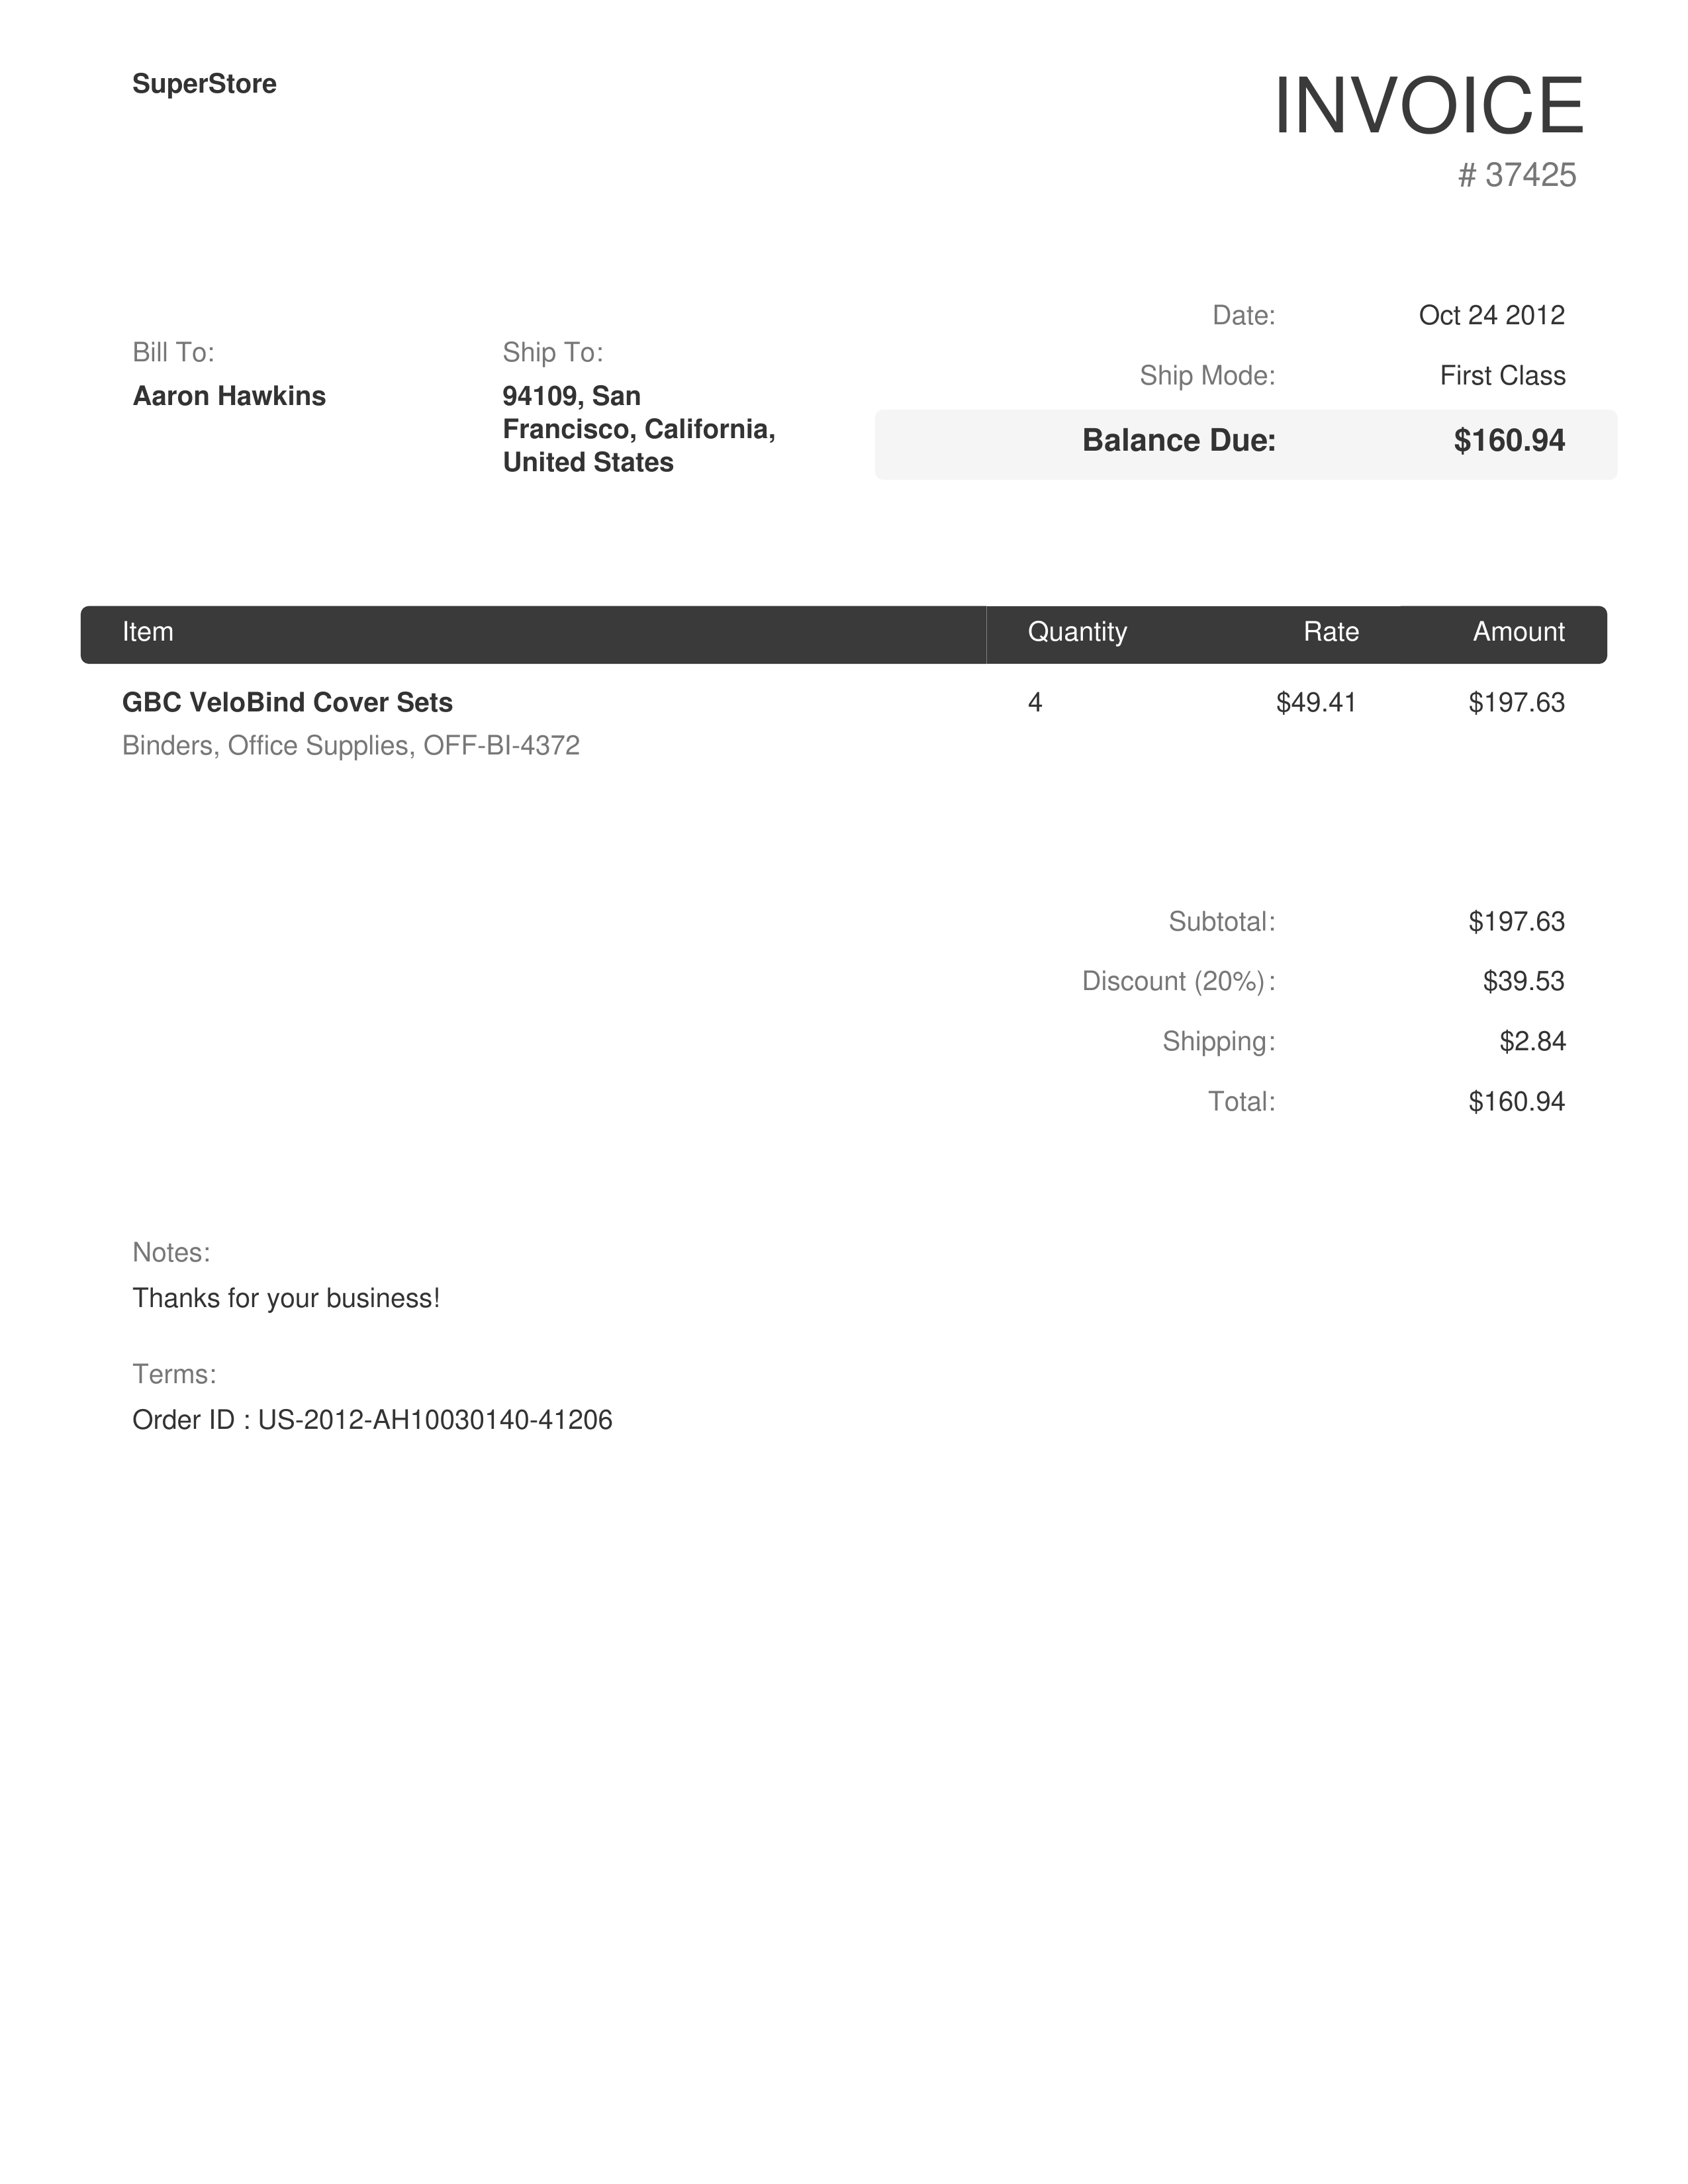 SuperStore
INVOICE
# 37425
Date: Oct 24 2012
Ship Mode: First Class
Balance Due: $160.94
Bill To:
Aaron Hawkins
Ship To:
94109, San
Francisco, California,
United States
Item Quantity Rate Amount
GBC VeloBind Cover Sets 4 $49.41 $197.63
Binders, Office Supplies, OFF-BI-4372
Subtotal: $197.63
Discount (20%): $39.53
Shipping: $2.84
Total: $160.94
Notes:
Thanks for your business!
Terms:
Order ID : US-2012-AH10030140-41206